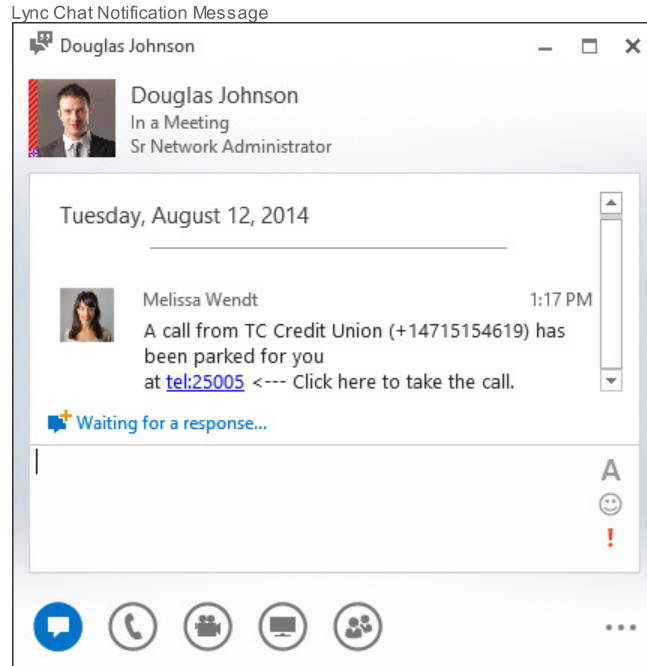 Lync Chat Notification Message
Douglas Johnson
Douglas Johnson
In a Meeting
Sr Network Administrator
Tuesday, August 12, 2014
Melissa Wendt 1:17 PM
A call from TC Credit Union (+14715154619) has
been parked for you
at tel:25005 <--- Click here to take the call.
Waiting for a response...
A
!